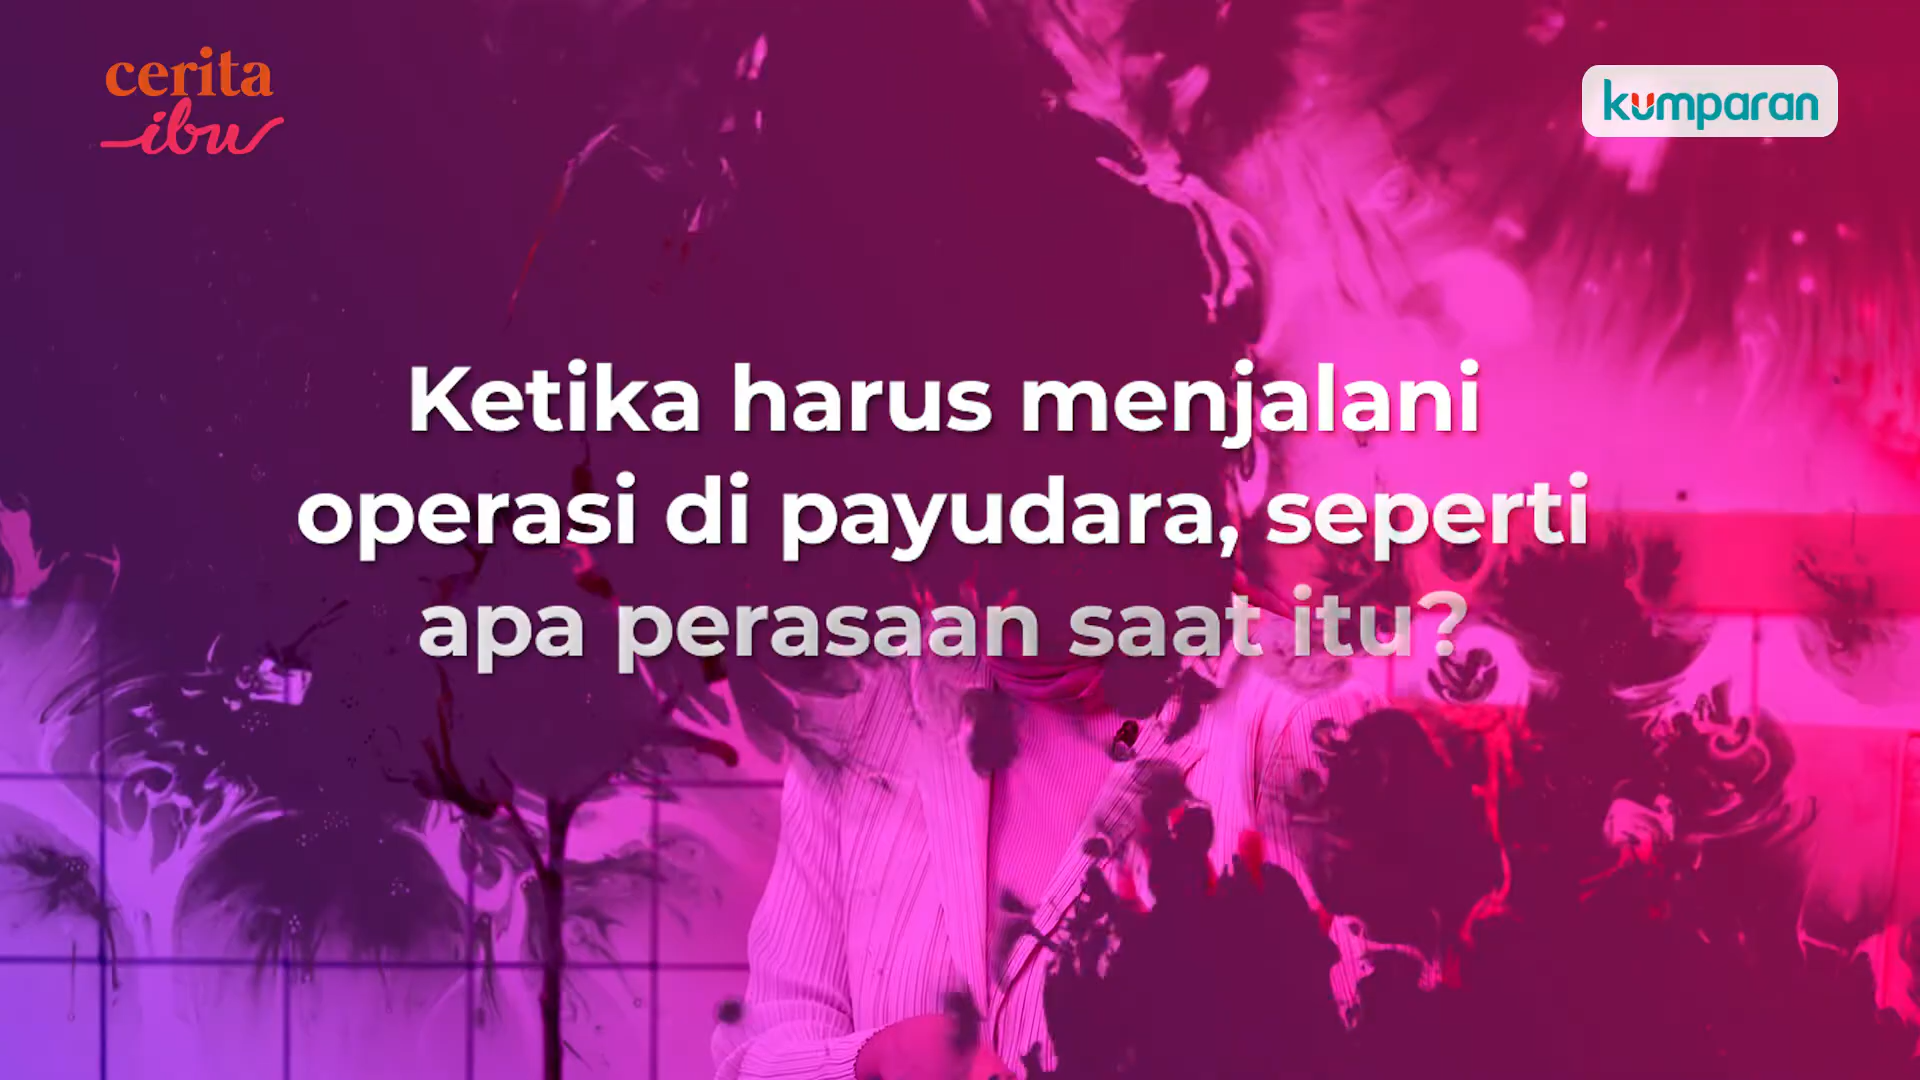 cerita
ibu
kumparan
Ketika harus menjalani
operasi di payudara, seperti
apa perasaan saat itu?